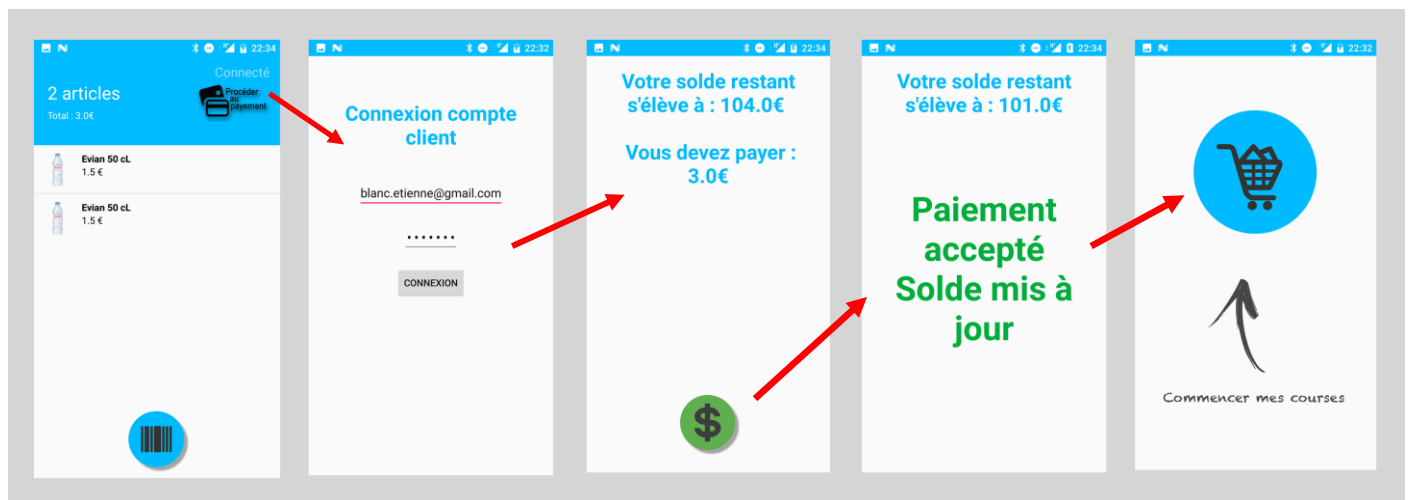 22:34
Connecté
2 articles
Total : 3.0€
Procéder
au
payement
Evian 50 cL
1.5 €
Evian 50 cL
1.5 €
22:32
Connexion compte
client
blanc.etienne@gmail.com
•••••••
CONNEXION
22:34
Votre solde restant
s'élève à : 104.0€
Vous devez payer :
3.0€
$
22:34
Votre solde restant
s'élève à : 101.0€
Paiement
accepté
Solde mis à
jour
22:32
Commencer mes courses